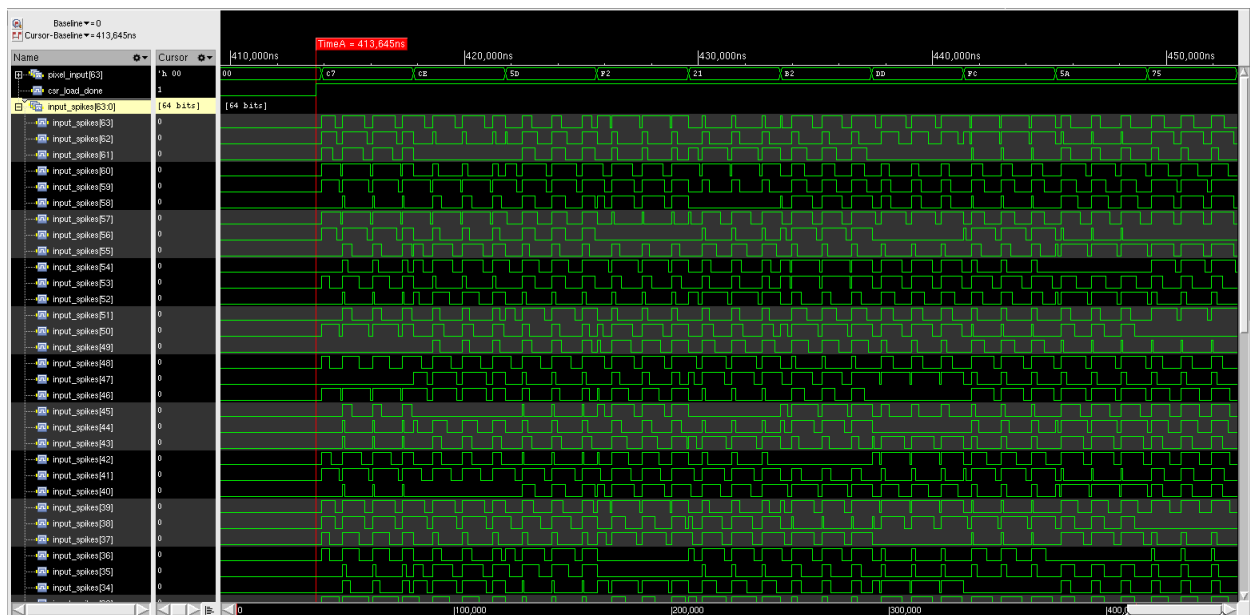 Baseline▼=0
Cursor-Baseline▼=413,645ns
TimeA = 413,645ns
Name Cursor |410,000ns |420,000ns |430,000ns |440,000ns |450,000ns
pixel_input[63] 'h 00 00 C7 CE 5D F2 21 B2 DD FC 5A 75
csr_load_done 1
input_spikes[63:0] [64 bits] [64 bits]
input_spikes[63] 0
input_spikes[62] 0
input_spikes[61] 0
input_spikes[60] 0
input_spikes[59] 0
input_spikes[58] 0
input_spikes[57] 0
input_spikes[56] 0
input_spikes[55] 0
input_spikes[54] 0
input_spikes[53] 0
input_spikes[52] 0
input_spikes[51] 0
input_spikes[50] 0
input_spikes[49] 0
input_spikes[48] 0
input_spikes[47] 0
input_spikes[46] 0
input_spikes[45] 0
input_spikes[44] 0
input_spikes[43] 0
input_spikes[42] 0
input_spikes[41] 0
input_spikes[40] 0
input_spikes[39] 0
input_spikes[38] 0
input_spikes[37] 0
input_spikes[36] 0
input_spikes[35] 0
input_spikes[34] 0
0 |100,000 |200,000 |300,000